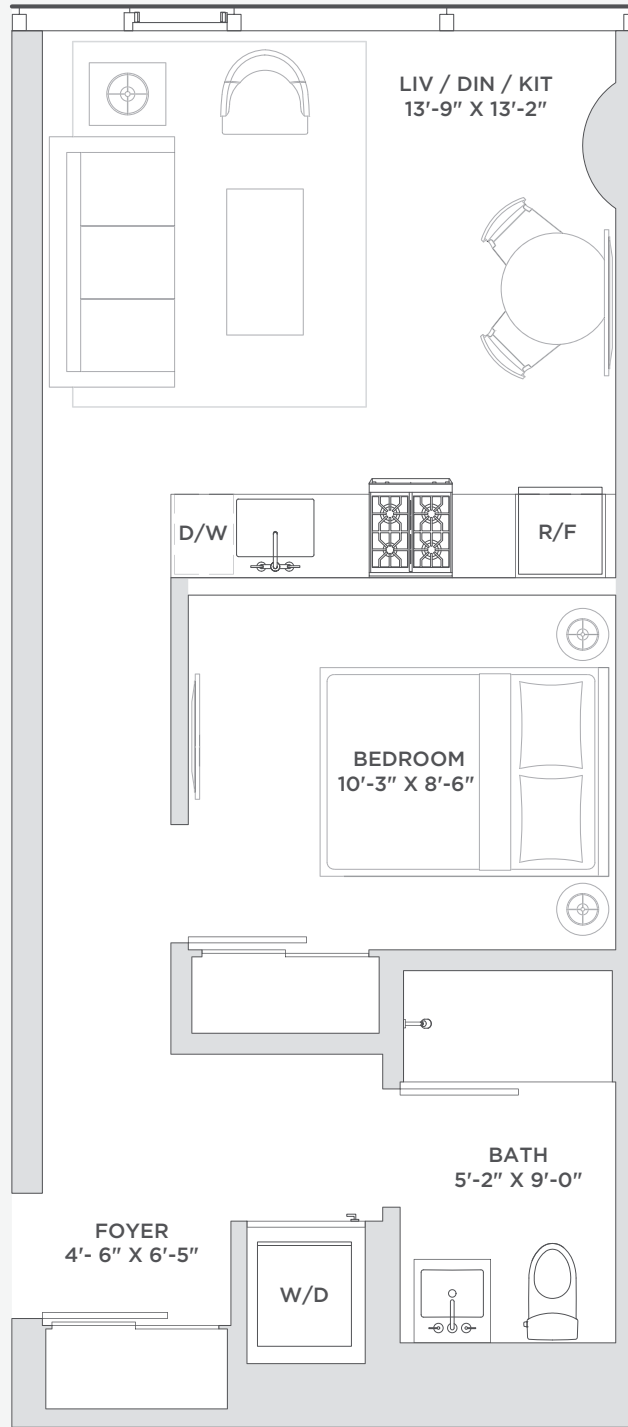 LIV / DIN / KIT
13'-9" X 13'-2"
D/W
R/F
BEDROOM
10'-3" X 8'-6"
BATH
5'-2" X 9'-0"
FOYER
4'- 6" X 6'-5"
W/D